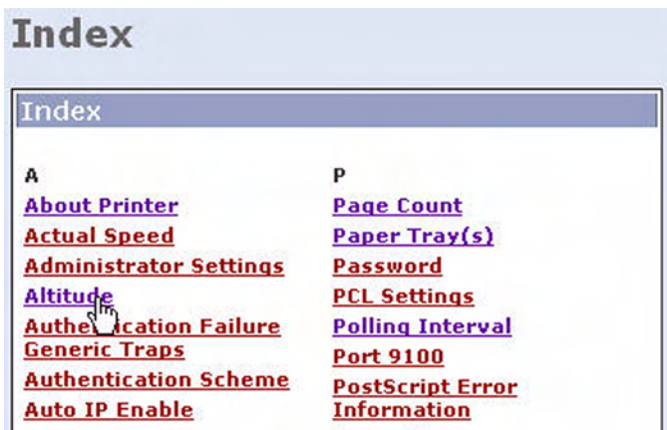 Index
Index
A
About Printer
Actual Speed
Administrator Settings
Altitude
Authentication Failure
Generic Traps
Authentication Scheme
Auto IP Enable
P
Page Count
Paper Tray(s)
Password
PCL Settings
Polling Interval
Port 9100
PostScript Error
Information